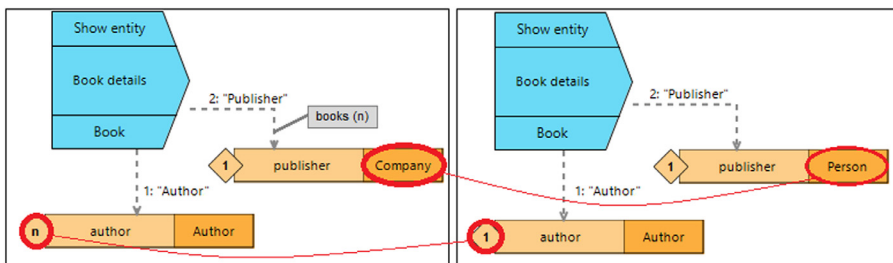 Show entity
Book details
Book
2: "Publisher"
books (n)
1
publisher
Company
1: "Author"
n
author
Author
Show entity
Book details
Book
2: "Publisher"
1
publisher
Person
1: "Author"
1
author
Author